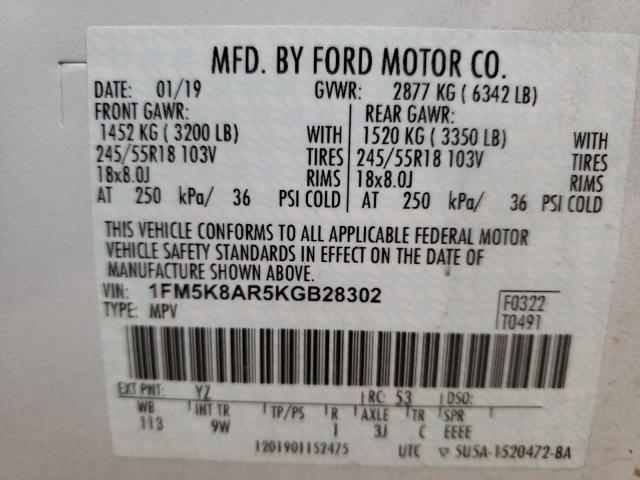 MFD. BY FORD MOTOR CO.
DATE: 01/19 GVWR: 2877 KG ( 6342 LB)
FRONT GAWR: REAR GAWR:
1452 KG ( 3200 LB) WITH 1520 KG ( 3350 LB) WITH
245/55R18 103V TIRES 245/55R18 103V TIRES
18x8.0J RIMS 18x8.0J RIMS
AT 250 kPa/ 36 PSI COLD AT 250 kPa/ 36 PSI COLD
THIS VEHICLE CONFORMS TO ALL APPLICABLE FEDERAL MOTOR
VEHICLE SAFETY STANDARDS IN EFFECT ON THE DATE OF
MANUFACTURE SHOWN ABOVE.
VIN: 1FM5K8AR5KGB28302 F0322
TYPE: MPV T0491
EXT PNT: YZ RC: 53 DSO:
WB INT TR TP/PS R AXLE TR SPR
113 9W 1 3J C EEEE
1201901152475 UTC ▽ 5U5A-1520472-BA